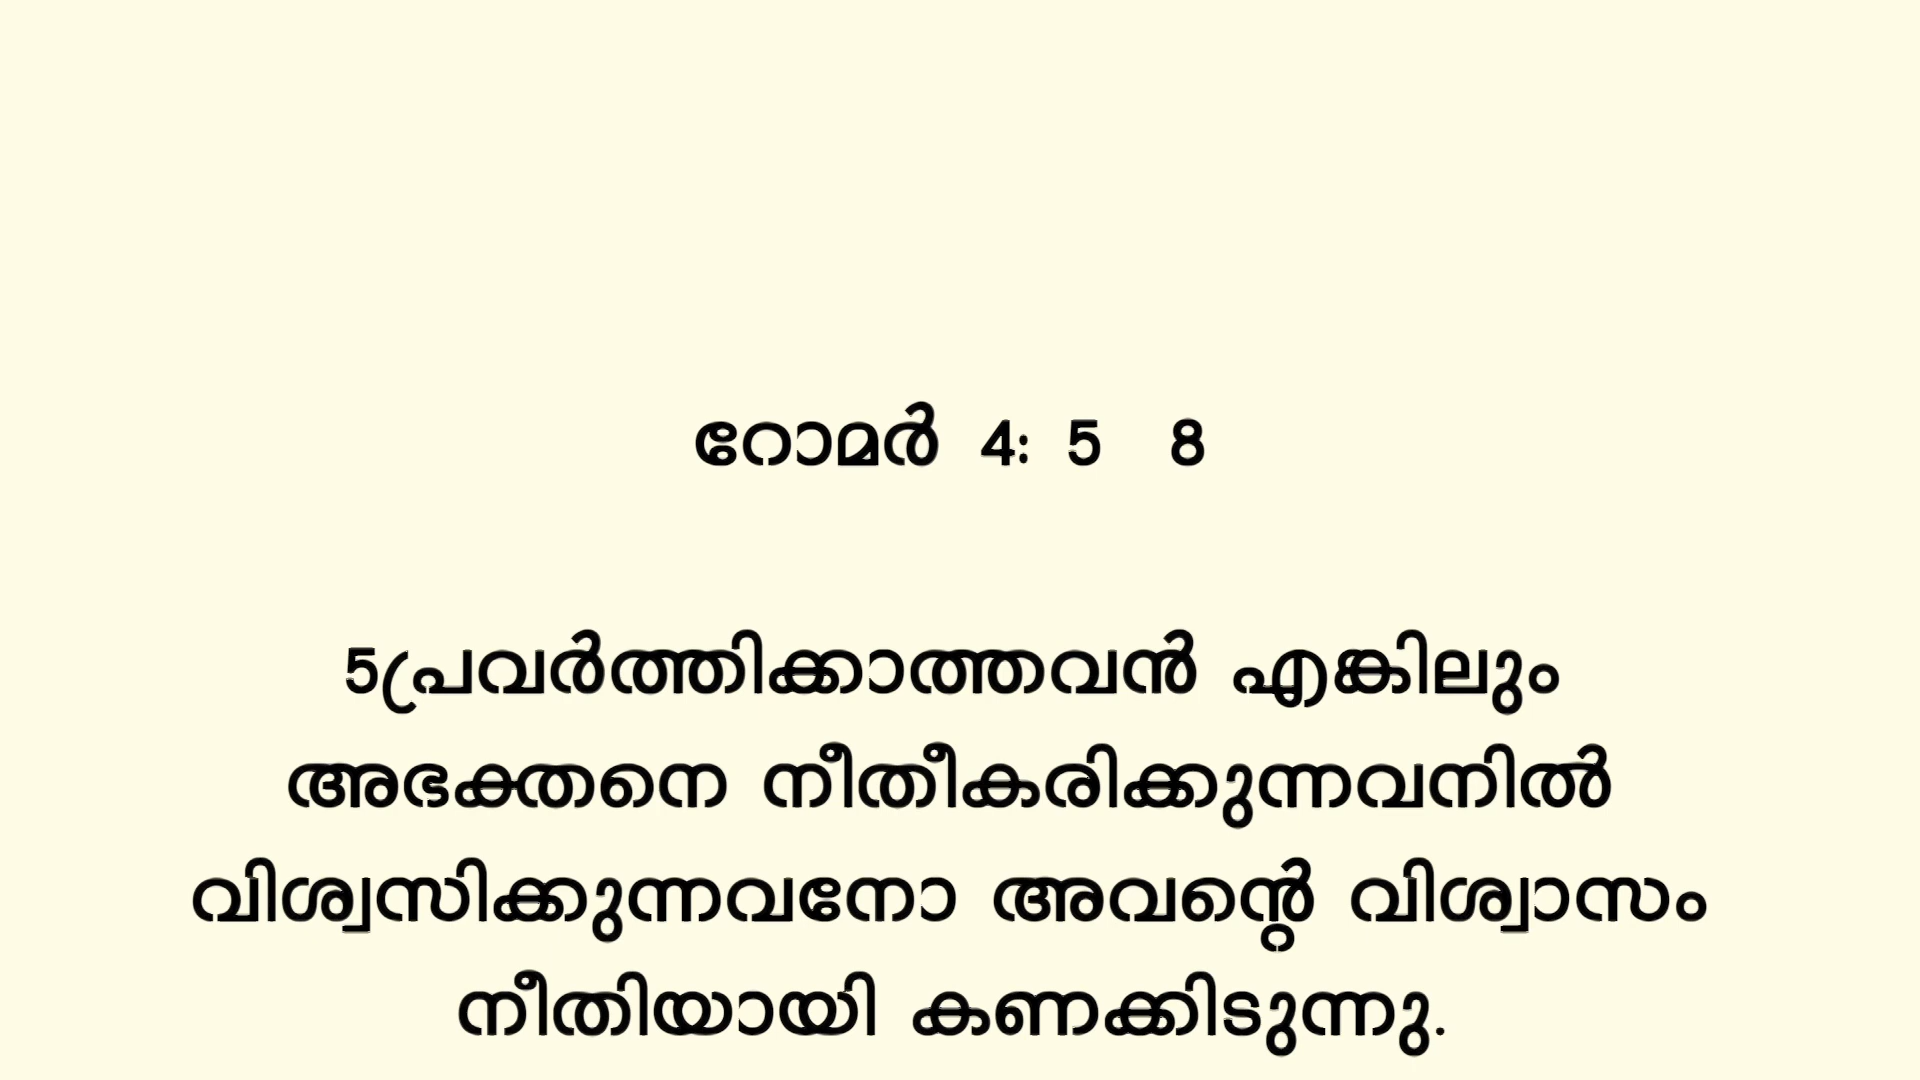 റോമർ 4: 5 8
5പ്രവർത്തിക്കാത്തവൻ എങ്കിലും
അഭക്തനെ നീതീകരിക്കുന്നവനിൽ
വിശ്വസിക്കുന്നവനോ അവന്റെ വിശ്വാസം
നീതിയായി കണക്കിടുന്നു.